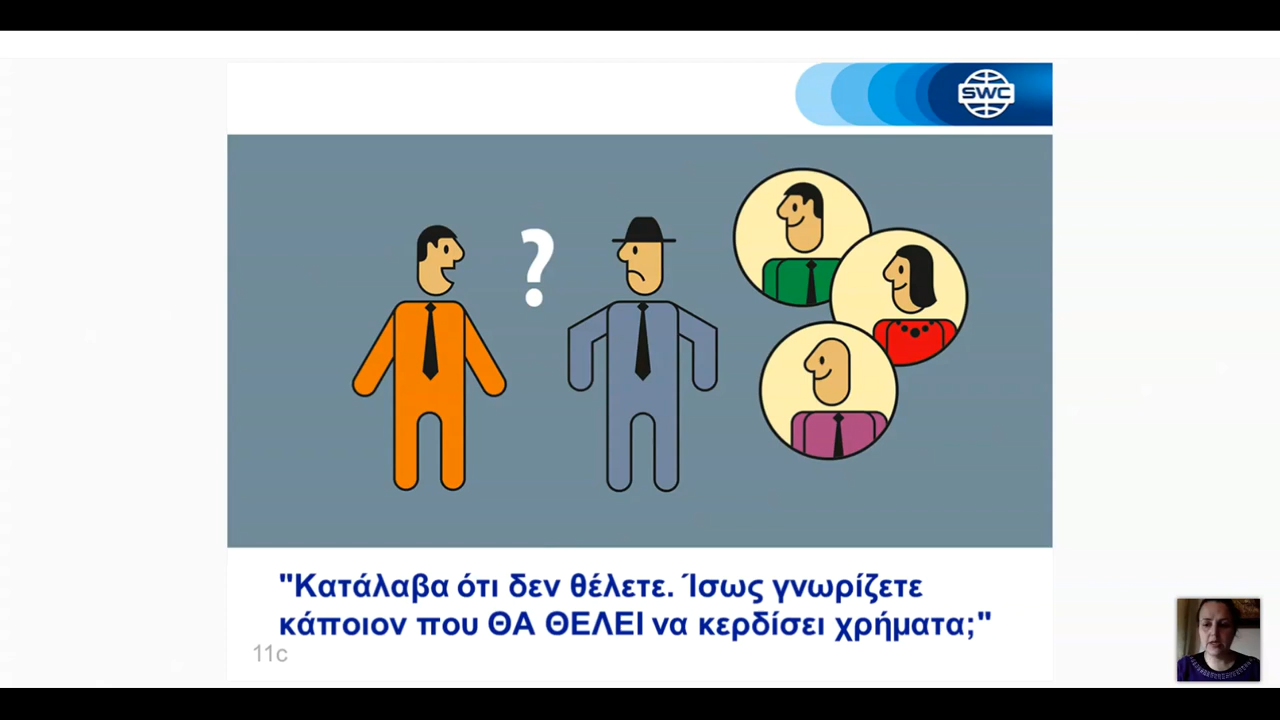 SWC
?
"Κατάλαβα ότι δεν θέλετε. Ίσως γνωρίζετε
κάποιον που ΘΑ ΘΕΛΕΙ να κερδίσει χρήματα;"
11c